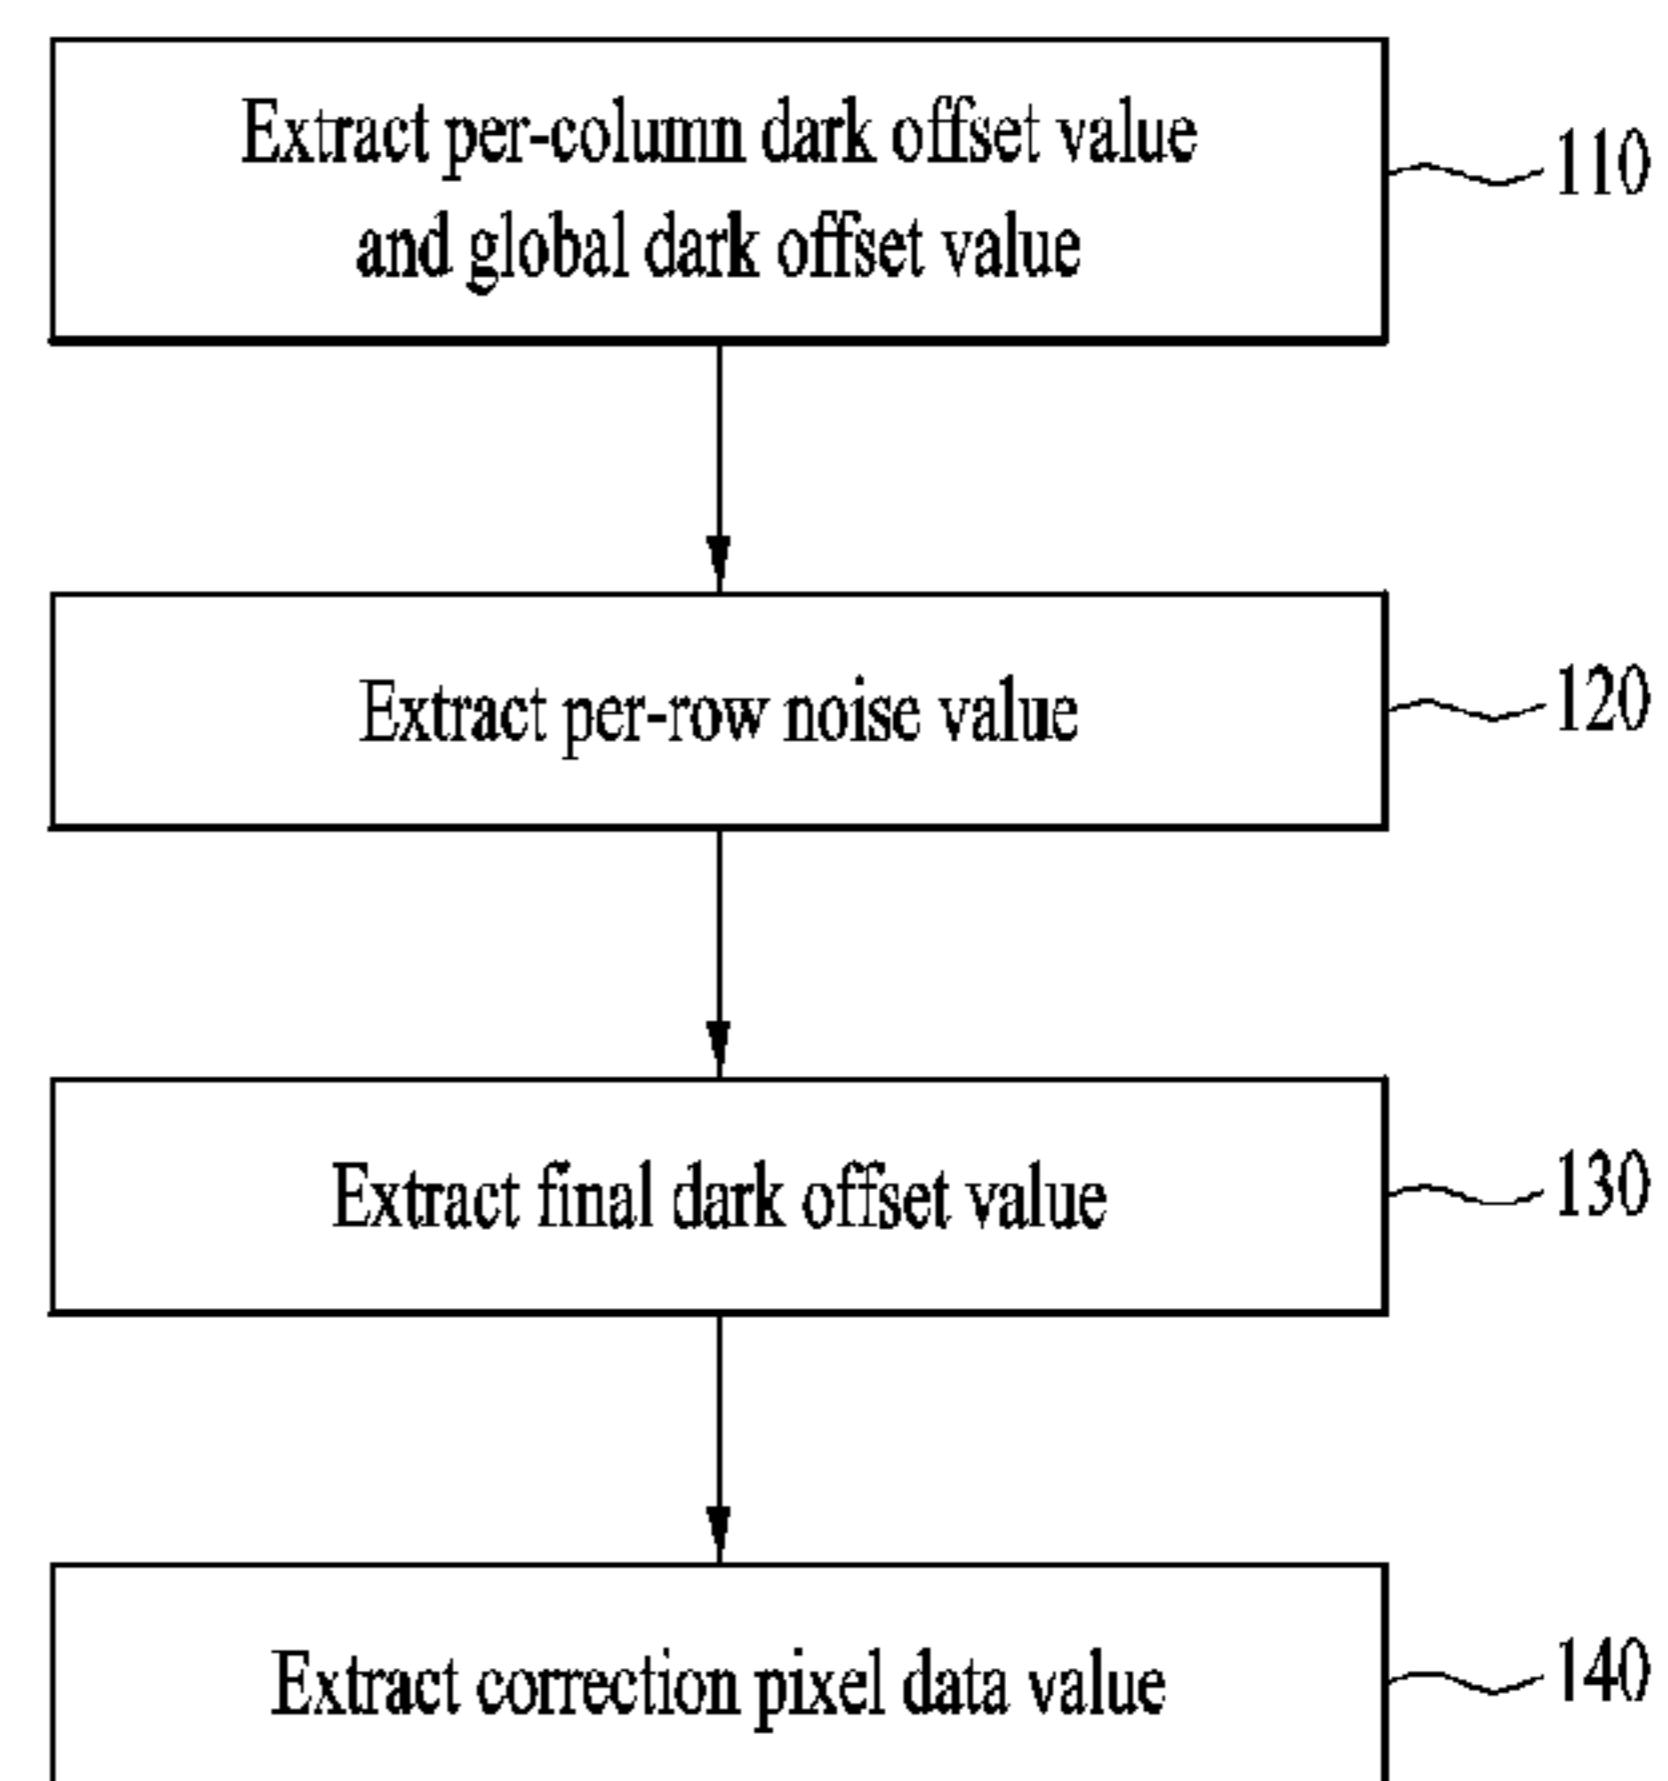 Extract per-column dark offset value
and global dark offset value
110
Extract per-row noise value
120
Extract final dark offset value
130
Extract correction pixel data value
140